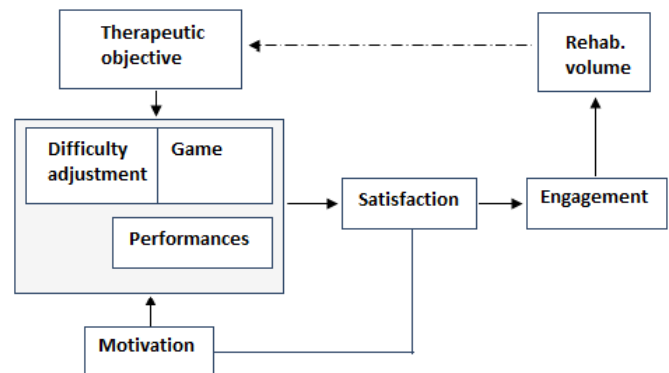 Therapeutic
objective
Rehab.
volume
Difficulty
adjustment
Game
Performances
Satisfaction
Engagement
Motivation